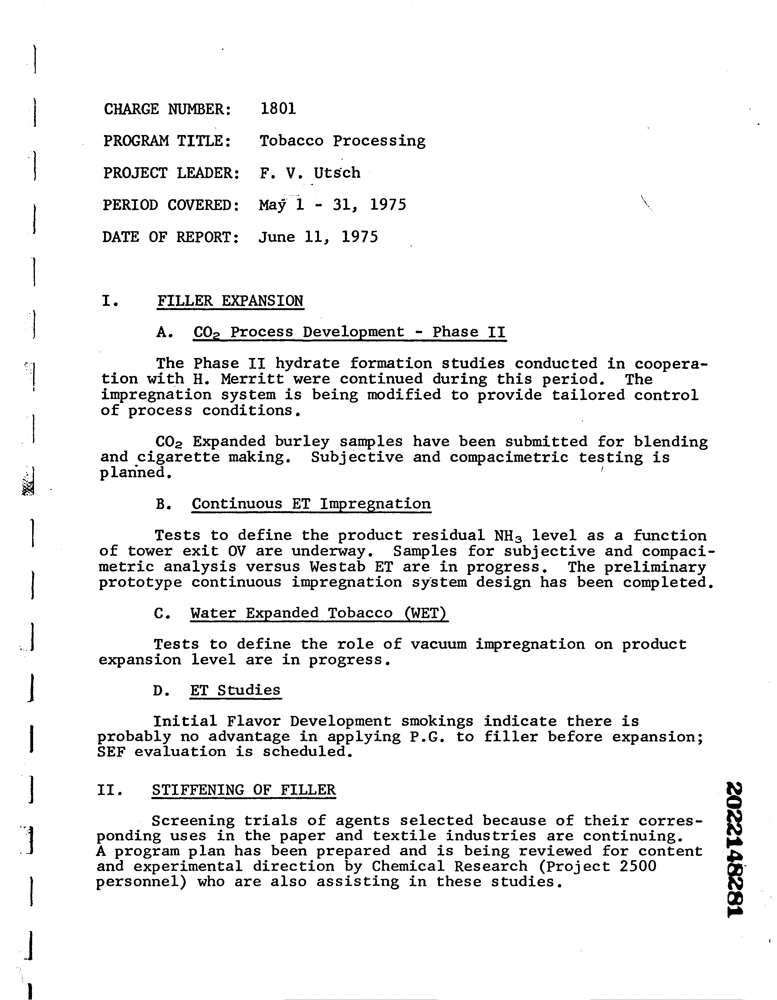 CHARGE NUMBER: 1801
PROGRAM TITLE: Tobacco Processing
PROJECT LEADER: F. V. Utsch
PERIOD COVERED: May 1 - 31, 1975
DATE OF REPORT: June 11, 1975
I. FILLER EXPANSION
A. CO₂ Process Development - Phase II
The Phase II hydrate formation studies conducted in coopera-
tion with H. Merritt were continued during this period. The
impregnation system is being modified to provide tailored control
of process conditions.
CO₂ Expanded burley samples have been submitted for blending
and cigarette making. Subjective and compacimetric testing is
planned.
B. Continuous ET Impregnation
Tests to define the product residual NH₃ level as a function
of tower exit OV are underway. Samples for subjective and compaci-
metric analysis versus Westab ET are in progress. The preliminary
prototype continuous impregnation system design has been completed.
C. Water Expanded Tobacco (WET)
Tests to define the role of vacuum impregnation on product
expansion level are in progress.
D. ET Studies
Initial Flavor Development smokings indicate there is
probably no advantage in applying P.G. to filler before expansion;
SEF evaluation is scheduled.
II. STIFFENING OF FILLER
Screening trials of agents selected because of their corres-
ponding uses in the paper and textile industries are continuing.
A program plan has been prepared and is being reviewed for content
and experimental direction by Chemical Research (Project 2500
personnel) who are also assisting in these studies.
2022148281